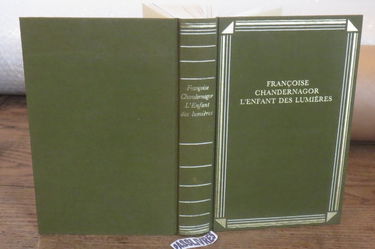 Françoise
Chandernagor
L'Enfant
des lumières
FRANÇOISE
CHANDERNAGOR
L'ENFANT DES LUMIÈRES